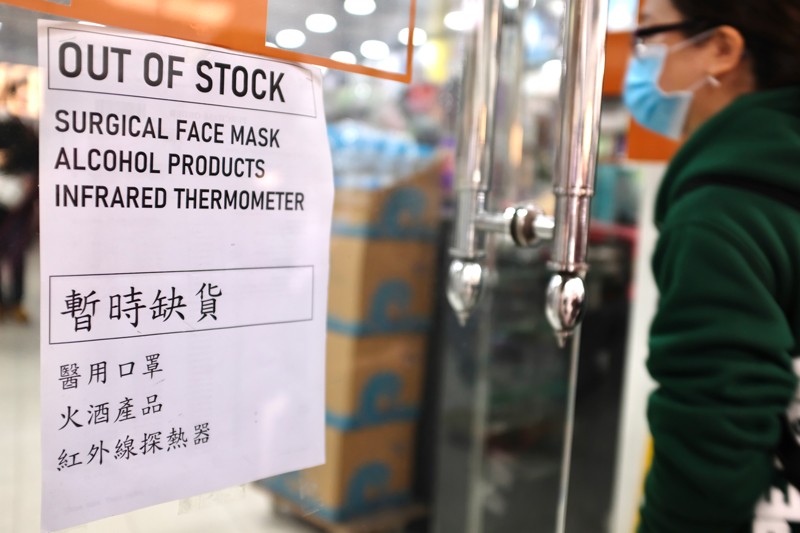 OUT OF STOCK
SURGICAL FACE MASK
ALCOHOL PRODUCTS
INFRARED THERMOMETER
暫時缺貨
醫用口罩
火酒產品
紅外線探熱器